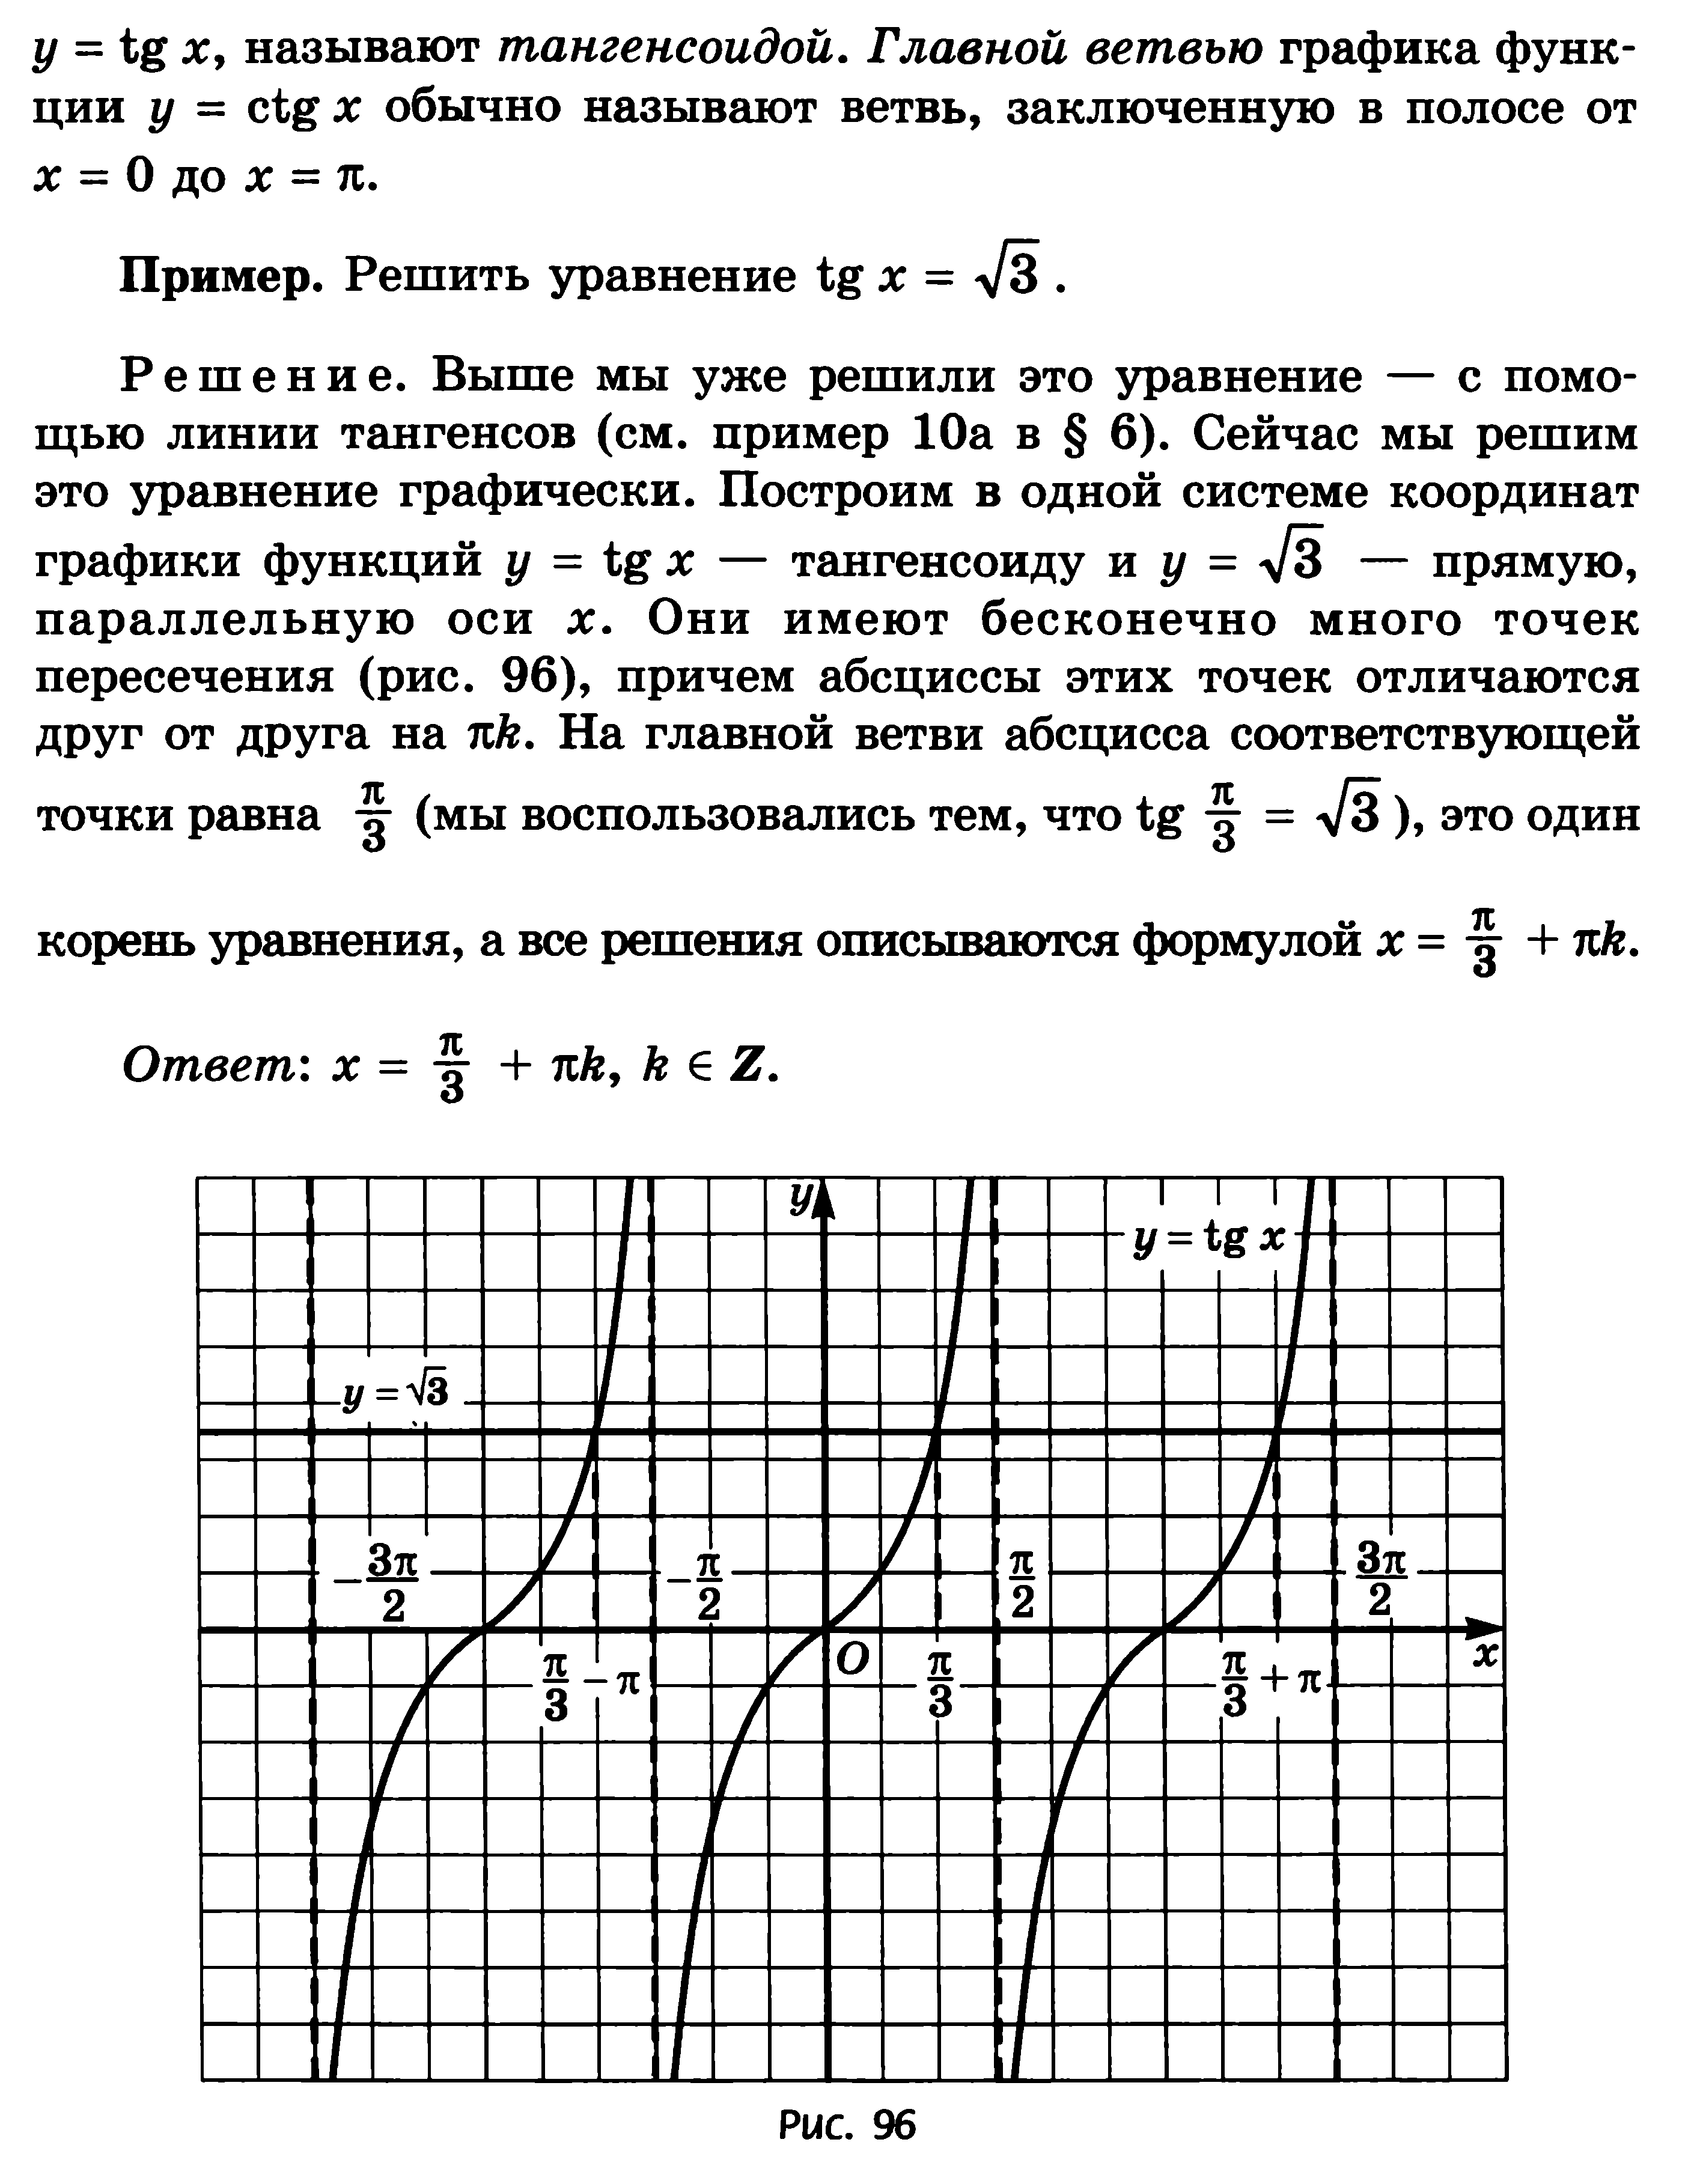 y = tg x, называют тангенсоидой. Главной ветвью графика функ-
ции y = ctg x обычно называют ветвь, заключенную в полосе от
x = 0 до x = π.
Пример. Решить уравнение tg x = √3 .
Решение. Выше мы уже решили это уравнение — с помо-
щью линии тангенсов (см. пример 10а в § 6). Сейчас мы решим
это уравнение графически. Построим в одной системе координат
графики функций y = tg x — тангенсоиду и y = √3 — прямую,
параллельную оси x. Они имеют бесконечно много точек
пересечения (рис. 96), причем абсциссы этих точек отличаются
друг от друга на πk. На главной ветви абсцисса соответствующей
точки равна π/3 (мы воспользовались тем, что tg π/3 = √3 ), это один
корень уравнения, а все решения описываются формулой x = π/3 + πk.
Ответ: x = π/3 + πk, k ∈ Z.
y
y = tg x
y = √3
-3π/2
-π/2
π/2
3π/2
O
x
π/3 − π
π/3
π/3 + π
Рис. 96